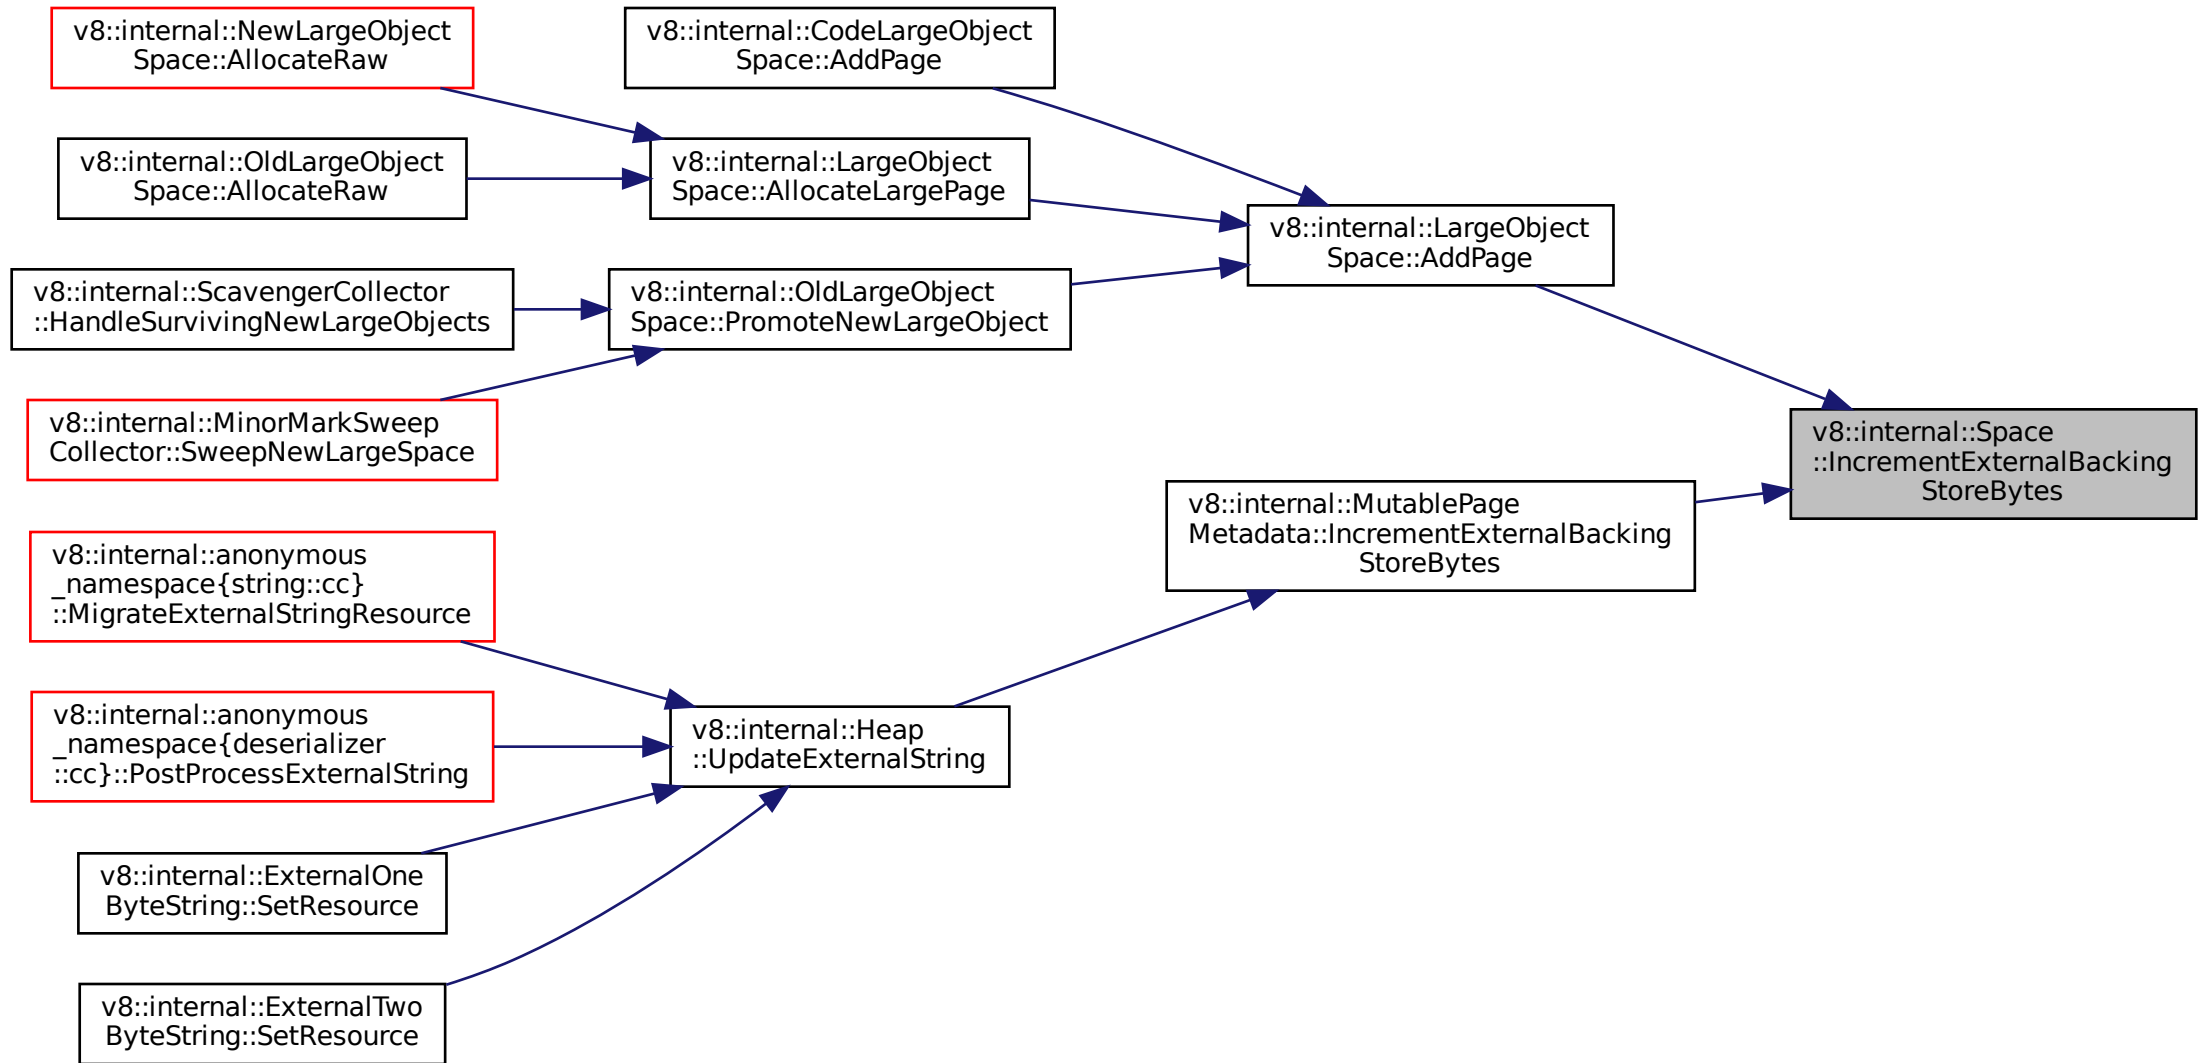 v8::internal::NewLargeObject
Space::AllocateRaw
v8::internal::CodeLargeObject
Space::AddPage
v8::internal::OldLargeObject
Space::AllocateRaw
v8::internal::LargeObject
Space::AllocateLargePage
v8::internal::LargeObject
Space::AddPage
v8::internal::ScavengerCollector
::HandleSurvivingNewLargeObjects
v8::internal::OldLargeObject
Space::PromoteNewLargeObject
v8::internal::MinorMarkSweep
Collector::SweepNewLargeSpace
v8::internal::Space
::IncrementExternalBacking
StoreBytes
v8::internal::MutablePage
Metadata::IncrementExternalBacking
StoreBytes
v8::internal::anonymous
_namespace{string::cc}
::MigrateExternalStringResource
v8::internal::anonymous
_namespace{deserializer
::cc}::PostProcessExternalString
v8::internal::Heap
::UpdateExternalString
v8::internal::ExternalOne
ByteString::SetResource
v8::internal::ExternalTwo
ByteString::SetResource